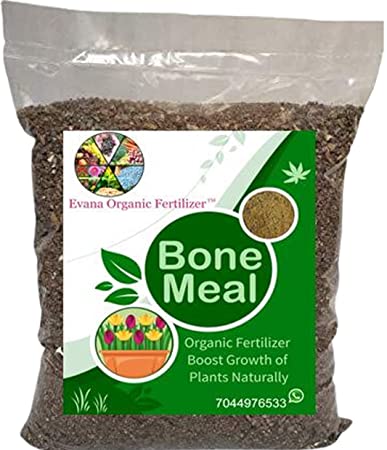 Evana Organic Fertilizer™
Bone
Meal
Organic Fertilizer
Boost Growth of
Plants Naturally
7044976533